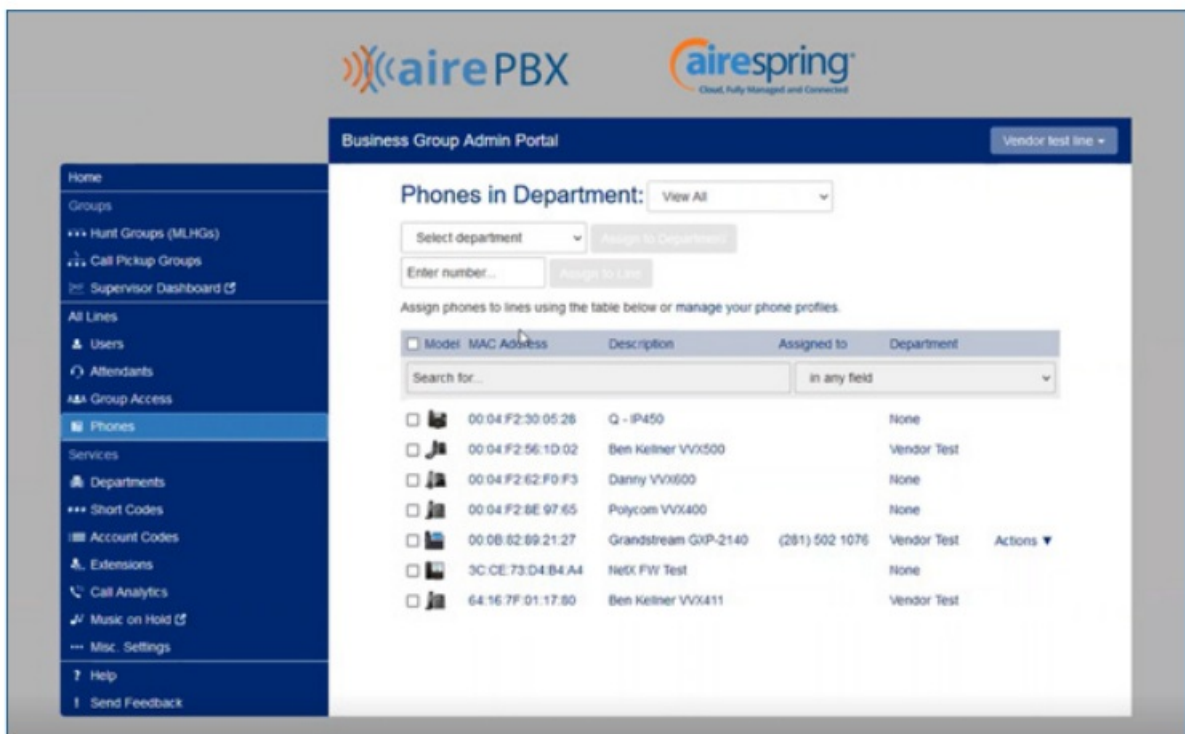 aire PBX
airespring
Cloud, Fully Managed and Connected
Business Group Admin Portal
Vendor test line
Home
Groups
Hunt Groups (MLHGs)
Call Pickup Groups
Supervisor Dashboard
All Lines
Users
Attendants
Group Access
Phones
Services
Departments
Short Codes
Account Codes
Extensions
Call Analytics
Music on Hold
Misc. Settings
? Help
! Send Feedback
Phones in Department: View All
Select department Assign to Department
Enter number... Assign to Line
Assign phones to lines using the table below or manage your phone profiles.
Model MAC Address Description Assigned to Department
Search for... in any field
00:04:F2:30:05:28 Q - IP450 None
00:04:F2:56:1D:02 Ben Kellner VVX500 Vendor Test
00:04:F2:62:F0:F3 Danny VVX600 None
00:04:F2:8E:97:65 Polycom VVX400 None
00:0B:82:89:21:27 Grandstream GXP-2140 (281) 502 1076 Vendor Test Actions ▼
3C:CE:73:D4:B4:A4 NetX FW Test None
64:16:7F:01:17:80 Ben Kellner VVX411 Vendor Test